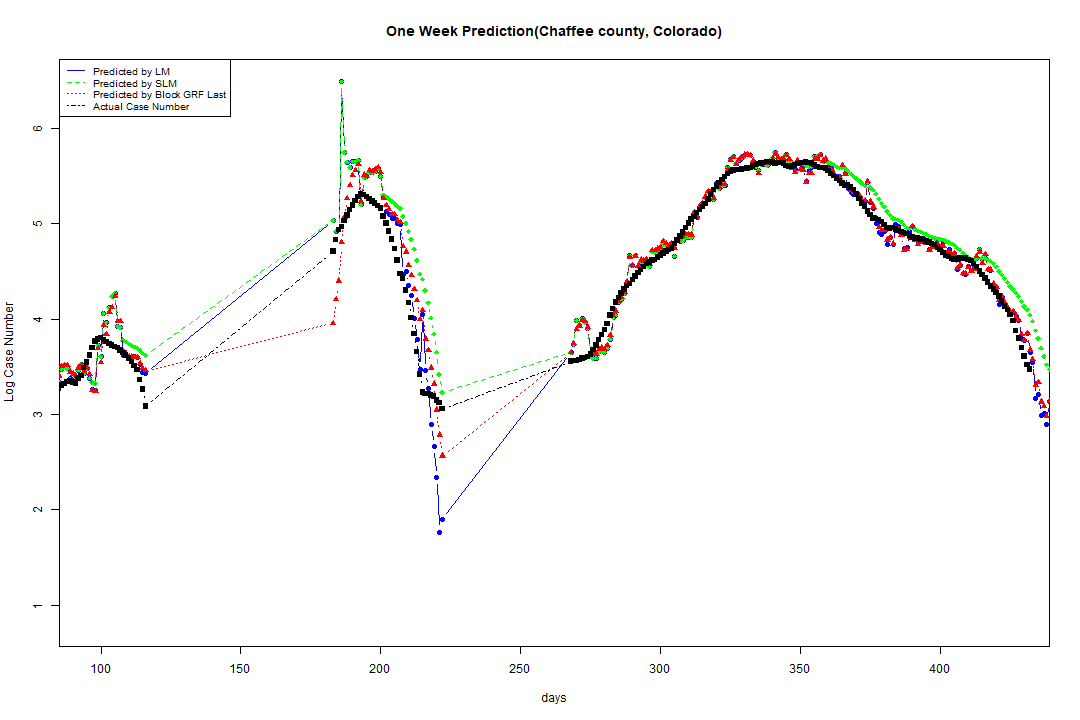 One Week Prediction(Chaffee county, Colorado)
Predicted by LM
Predicted by SLM
Predicted by Block GRF Last
Actual Case Number
6
5
4
3
2
1
Log Case Number
100 150 200 250 300 350 400
days